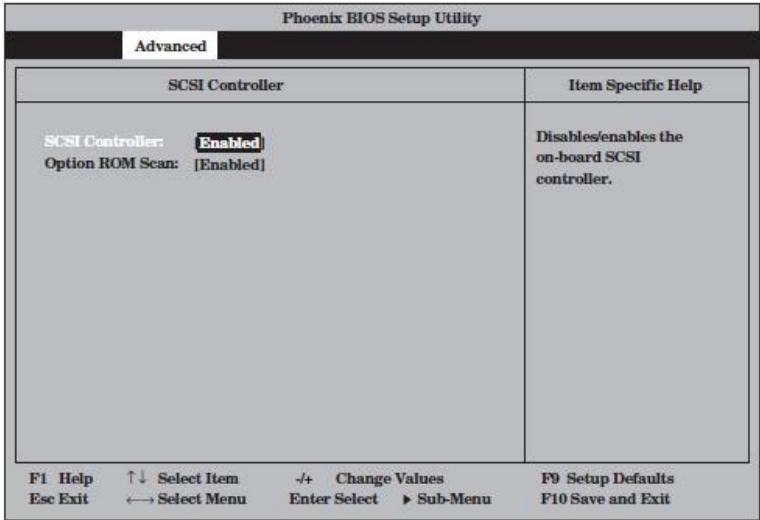 Phoenix BIOS Setup Utility
Advanced
SCSI Controller
Item Specific Help
SCSI Controller: [Enabled]
Option ROM Scan: [Enabled]
Disables/enables the
on-board SCSI
controller.
F1 Help ↑↓ Select Item -/+ Change Values F9 Setup Defaults
Esc Exit ←→ Select Menu Enter Select ▶ Sub-Menu F10 Save and Exit